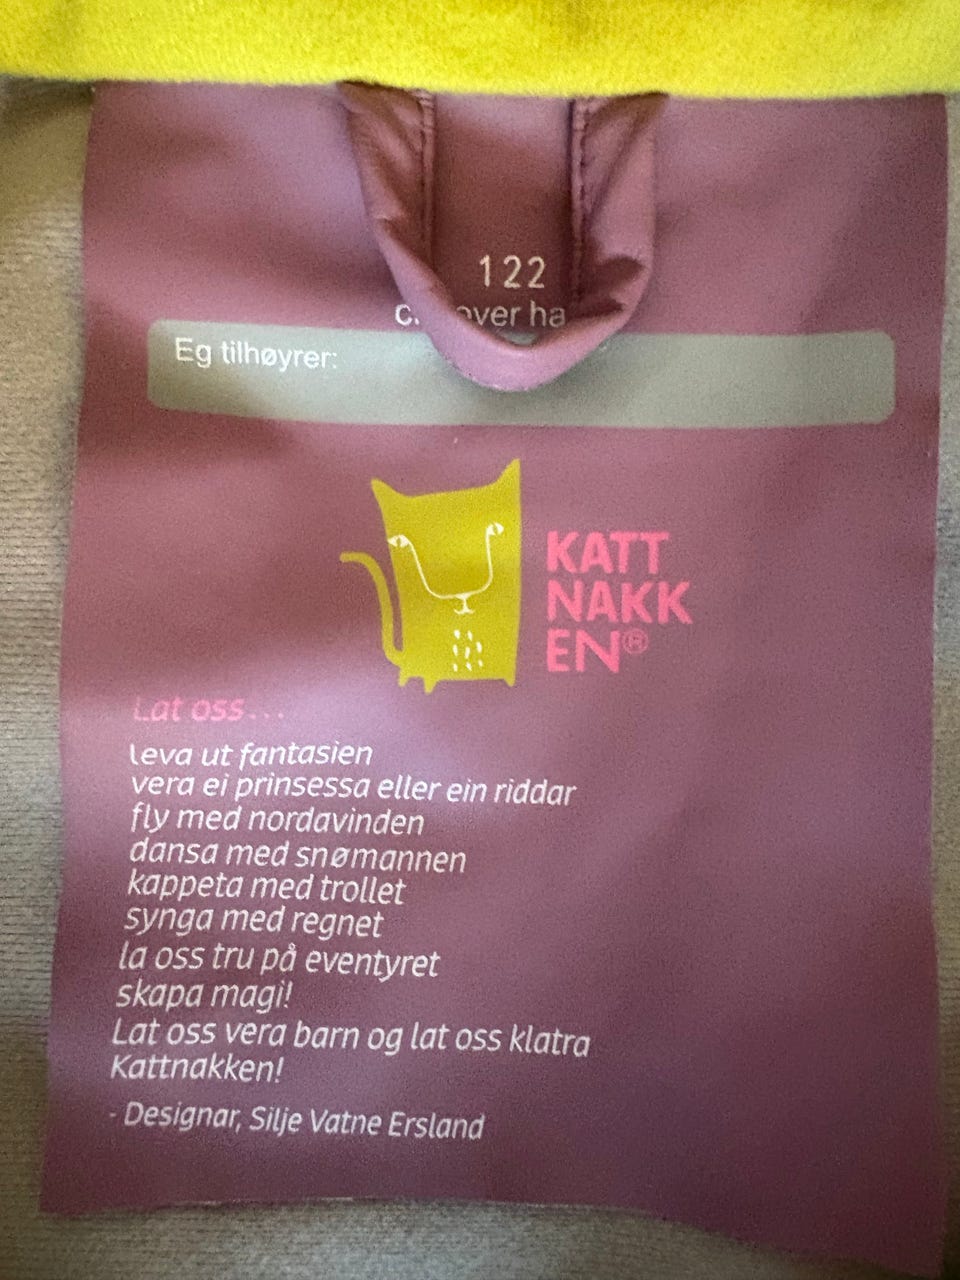 122
over ha
Eg tilhøyrer:
KATT
NAKK
EN®
Lat oss...
leva ut fantasien
vera ei prinsessa eller ein riddar
fly med nordavinden
dansa med snømannen
kappeta med trollet
synga med regnet
la oss tru på eventyret
skapa magi!
Lat oss vera barn og lat oss klatra
Kattnakken!
- Designar, Silje Vatne Ersland